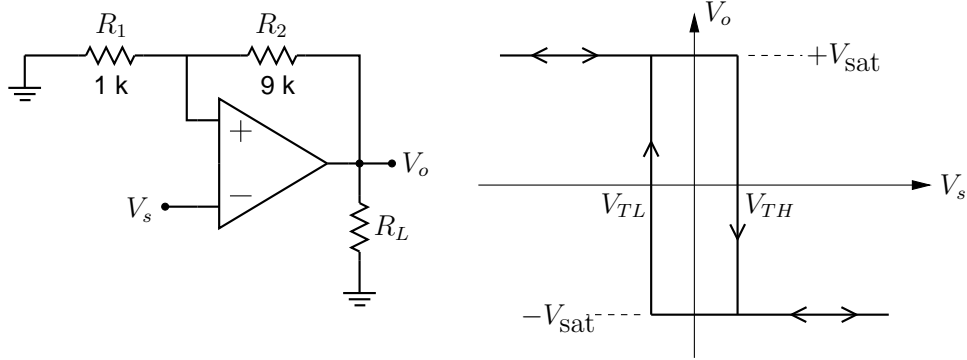 R1
R2
1 k
9 k
+
−
Vs
Vo
RL
Vo
+Vsat
VTL
VTH
Vs
−Vsat